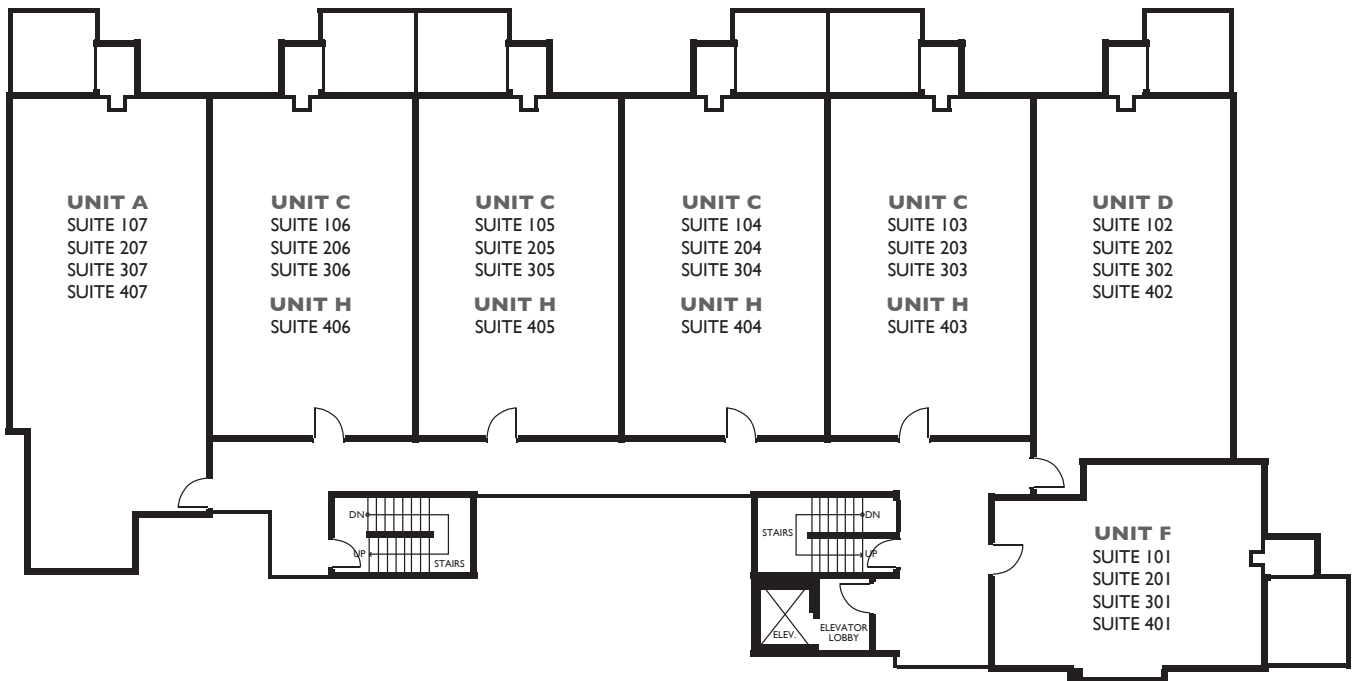 UNIT A
SUITE 107
SUITE 207
SUITE 307
SUITE 407
UNIT C
SUITE 106
SUITE 206
SUITE 306
UNIT H
SUITE 406
UNIT C
SUITE 105
SUITE 205
SUITE 305
UNIT H
SUITE 405
UNIT C
SUITE 104
SUITE 204
SUITE 304
UNIT H
SUITE 404
UNIT C
SUITE 103
SUITE 203
SUITE 303
UNIT H
SUITE 403
UNIT D
SUITE 102
SUITE 202
SUITE 302
SUITE 402
DN
UP
STAIRS
STAIRS
DN
UP
ELEV.
ELEVATOR
LOBBY
UNIT F
SUITE 101
SUITE 201
SUITE 301
SUITE 401